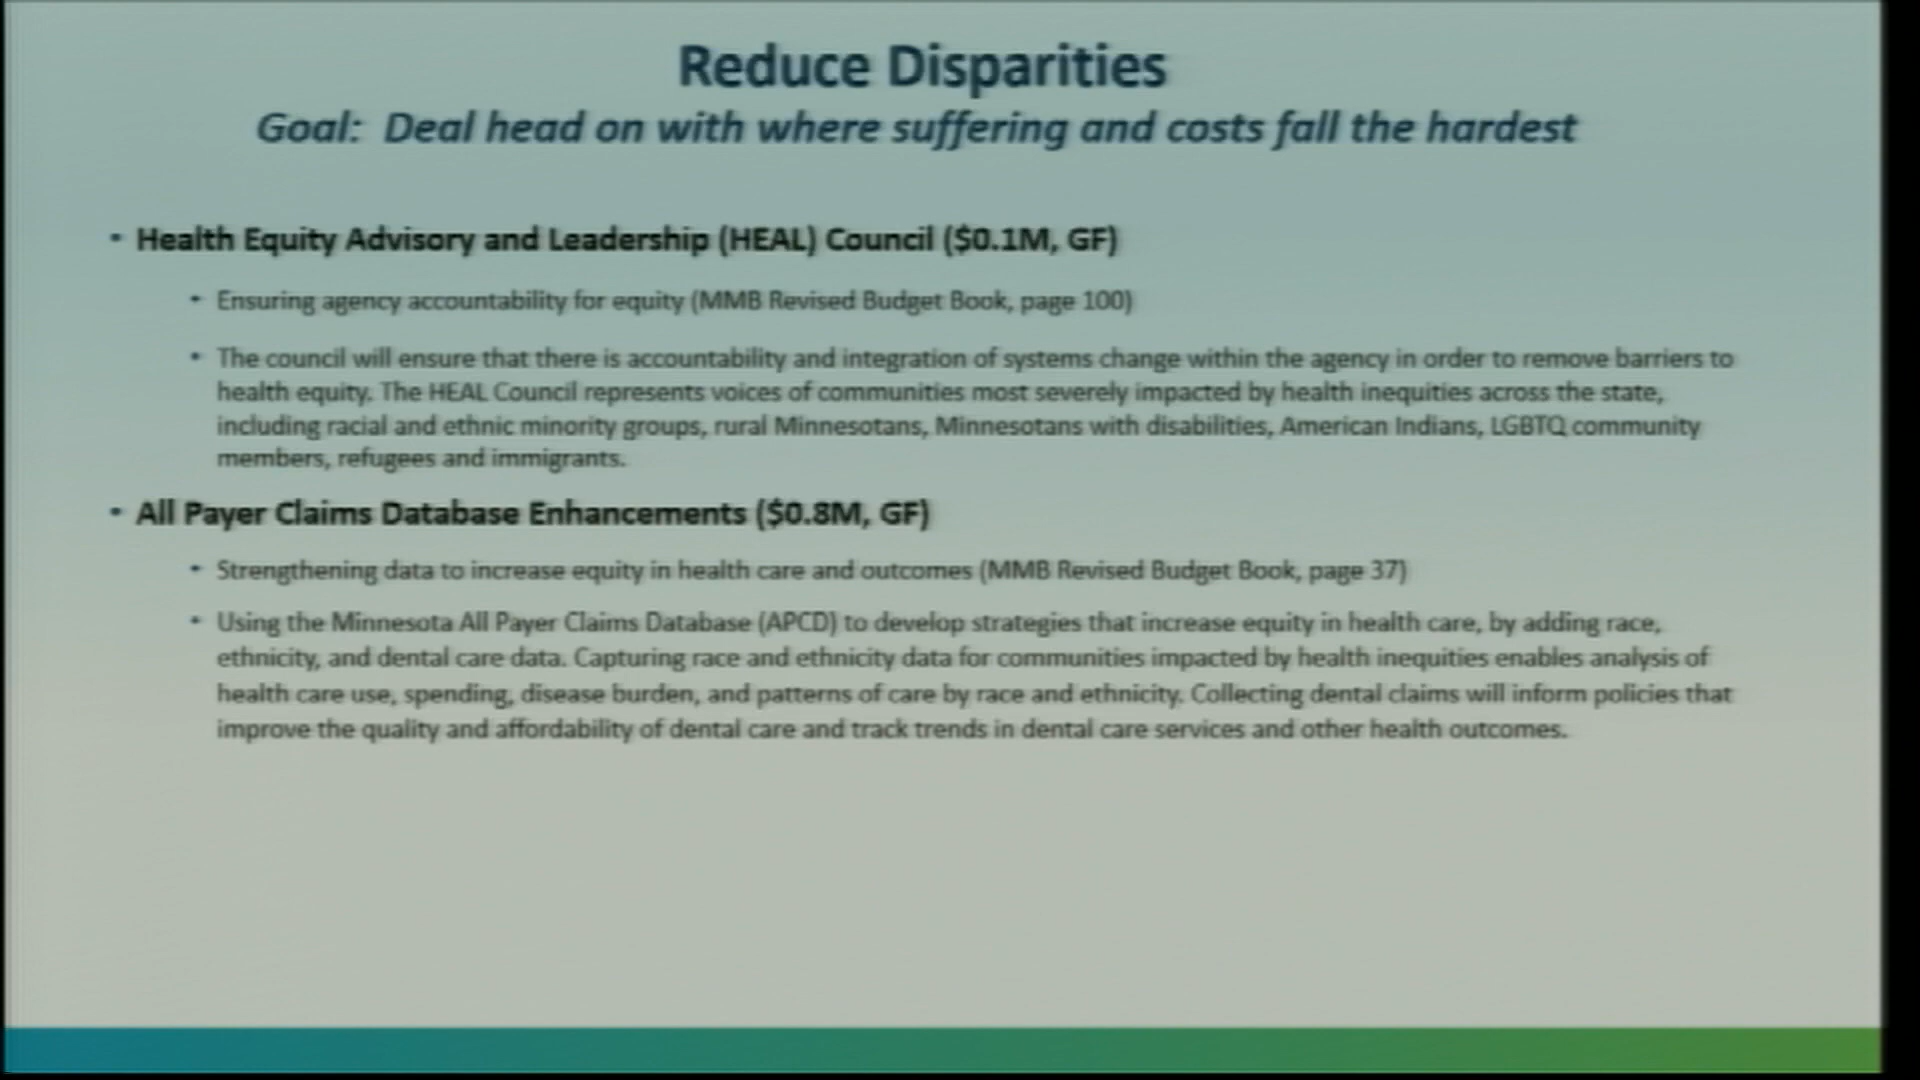 Reduce Disparities
Goal: Deal head on with where suffering and costs fall the hardest
• Health Equity Advisory and Leadership (HEAL) Council ($0.1M, GF)
• Ensuring agency accountability for equity (MMB Revised Budget Book, page 100)
• The council will ensure that there is accountability and integration of systems change within the agency in order to remove barriers to
health equity. The HEAL Council represents voices of communities most severely impacted by health inequities across the state,
including racial and ethnic minority groups, rural Minnesotans, Minnesotans with disabilities, American Indians, LGBTQ community
members, refugees and immigrants.
• All Payer Claims Database Enhancements ($0.8M, GF)
• Strengthening data to increase equity in health care and outcomes (MMB Revised Budget Book, page 37)
• Using the Minnesota All Payer Claims Database (APCD) to develop strategies that increase equity in health care, by adding race,
ethnicity, and dental care data. Capturing race and ethnicity data for communities impacted by health inequities enables analysis of
health care use, spending, disease burden, and patterns of care by race and ethnicity. Collecting dental claims will inform policies that
improve the quality and affordability of dental care and track trends in dental care services and other health outcomes.